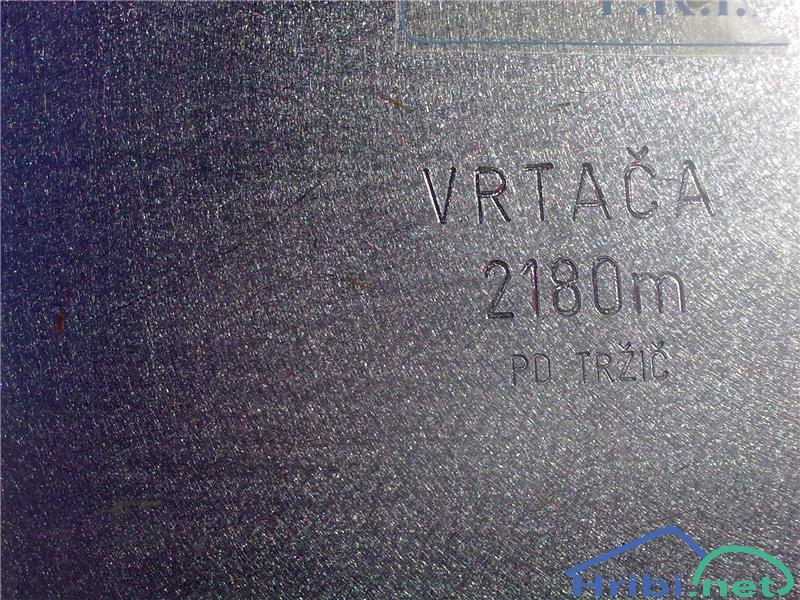 VRTAČA
2180m
PD TRŽIČ
Hribi.net